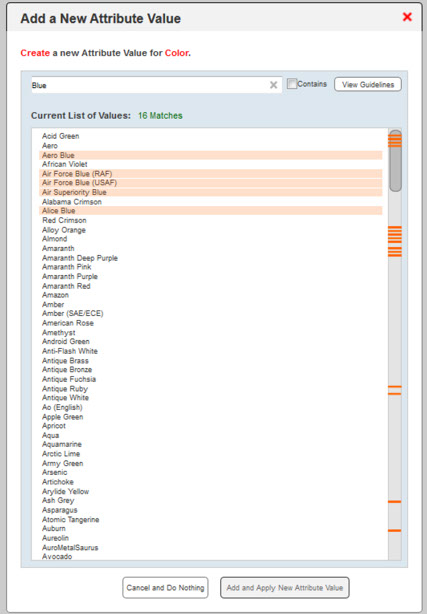 Add a New Attribute Value
Create a new Attribute Value for Color.
Blue
Contains
View Guidelines
Current List of Values: 16 Matches
Acid Green
Aero
Aero Blue
African Violet
Air Force Blue (RAF)
Air Force Blue (USAF)
Air Superiority Blue
Alabama Crimson
Alice Blue
Red Crimson
Alloy Orange
Almond
Amaranth
Amaranth Deep Purple
Amaranth Pink
Amaranth Purple
Amaranth Red
Amazon
Amber
Amber (SAE/ECE)
American Rose
Amethyst
Android Green
Anti-Flash White
Antique Brass
Antique Bronze
Antique Fuchsia
Antique Ruby
Antique White
Ao (English)
Apple Green
Apricot
Aqua
Aquamarine
Arctic Lime
Army Green
Arsenic
Artichoke
Arylide Yellow
Ash Grey
Asparagus
Atomic Tangerine
Auburn
Aureolin
AuroMetalSaurus
Avocado
Cancel and Do Nothing
Add and Apply New Attribute Value